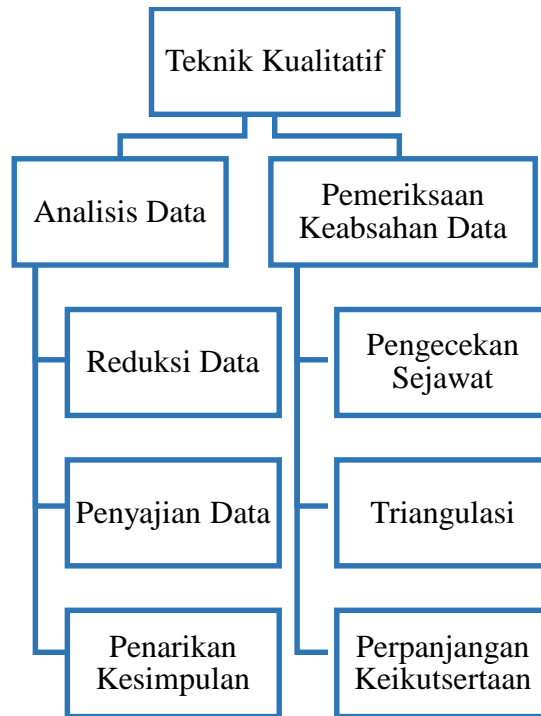 Teknik Kualitatif
Analisis Data
Pemeriksaan
Keabsahan Data
Reduksi Data
Pengecekan
Sejawat
Penyajian Data
Triangulasi
Penarikan
Kesimpulan
Perpanjangan
Keikutsertaan